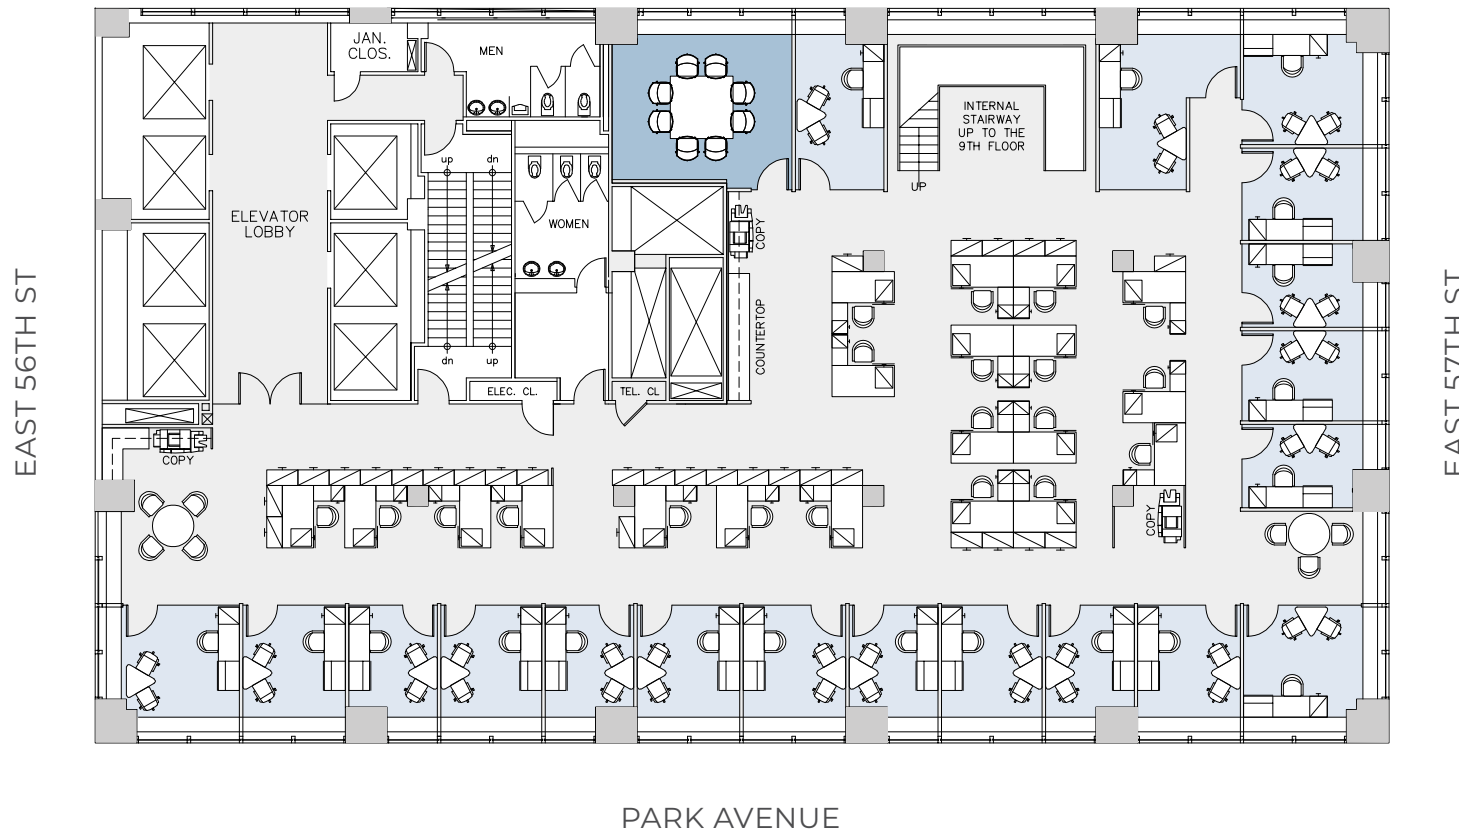 JAN.
CLOS.
MEN
INTERNAL
STAIRWAY
UP TO THE
9TH FLOOR
UP
up
dn
ELEVATOR
LOBBY
WOMEN
COPY
COUNTERTOP
EAST 56TH ST
EAST 57TH ST
dn
up
ELEC. CL.
TEL. CL
COPY
COPY
PARK AVENUE